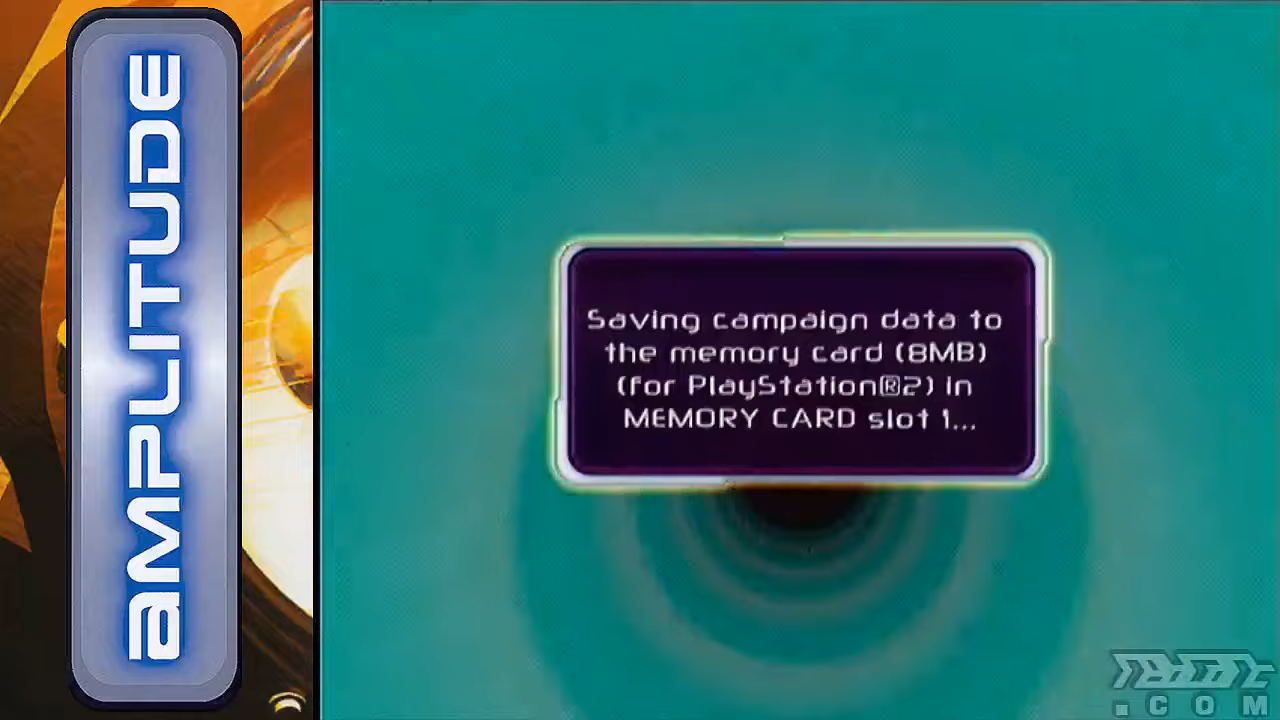 AMPLITUDE
Saving campaign data to
the memory card (8MB)
(for PlayStation®2) in
MEMORY CARD slot 1...
.COM